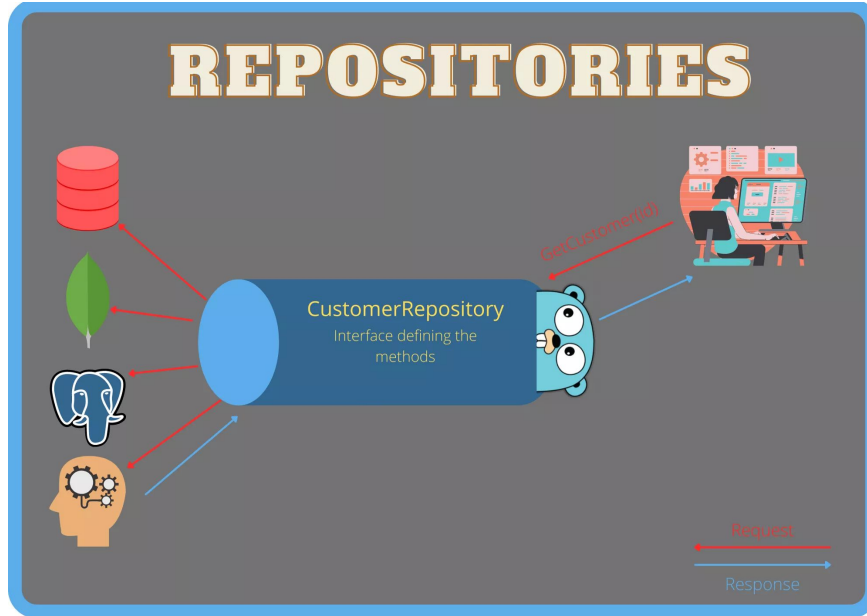 REPOSITORIES
GetCustomer(id)
CustomerRepository
Interface defining the
methods
Request
Response